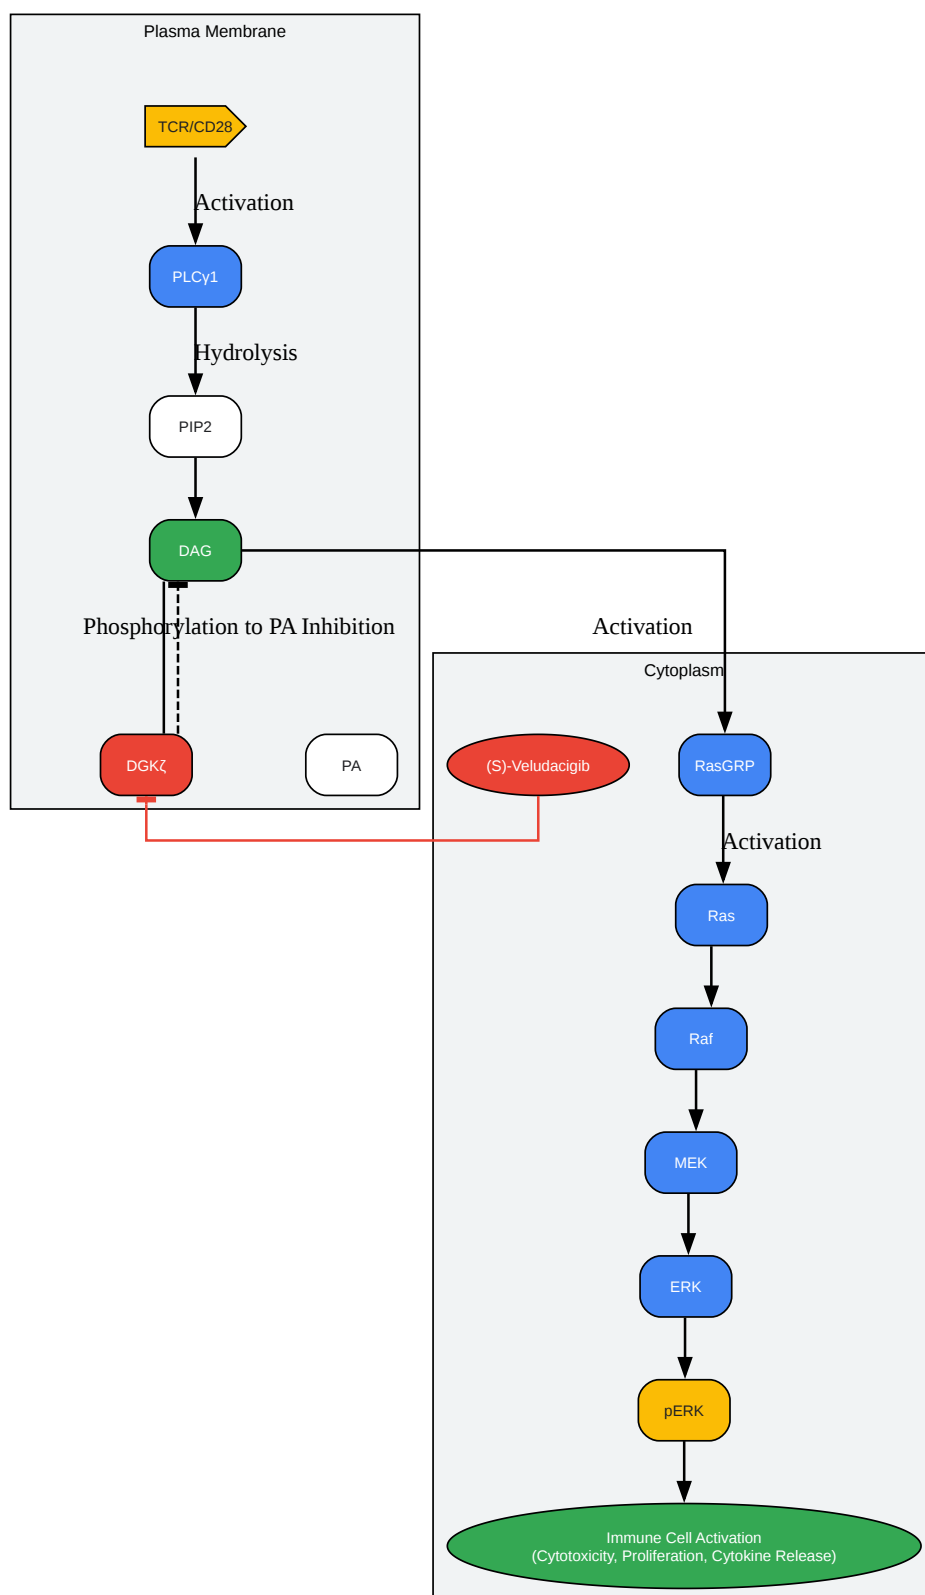 Plasma Membrane
TCR/CD28
Activation
PLCγ1
Hydrolysis
PIP2
DAG
Phosphorylation to PA Inhibition
Activation
Cytoplasm
DGKζ
PA
(S)-Veludacigib
RasGRP
Activation
Ras
Raf
MEK
ERK
pERK
Immune Cell Activation
(Cytotoxicity, Proliferation, Cytokine Release)